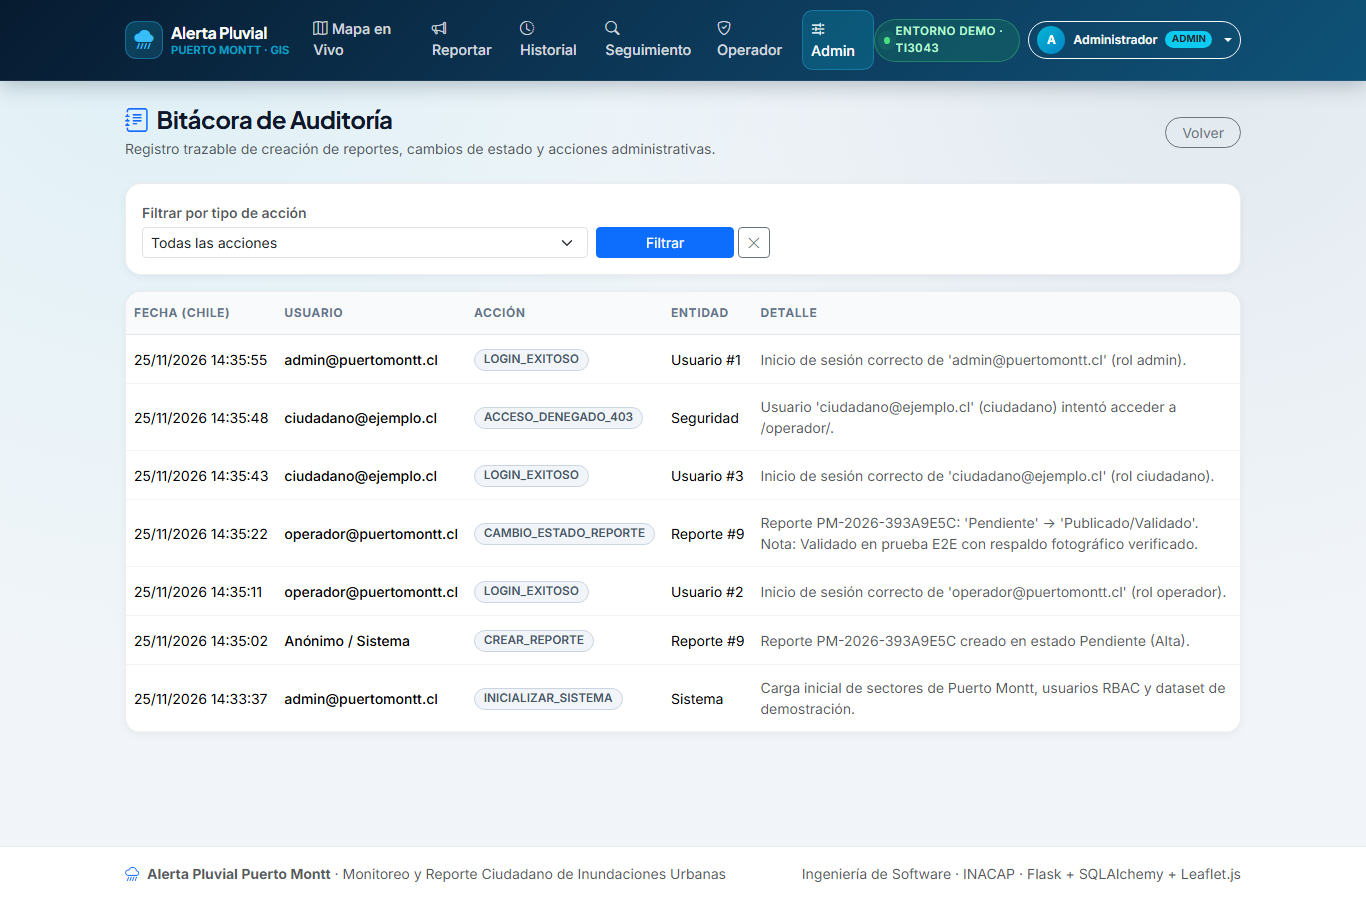 Alerta Pluvial
PUERTO MONTT · GIS
Mapa en Vivo
Reportar
Historial
Seguimiento
Operador
Admin
ENTORNO DEMO · TI3043
A Administrador ADMIN
Bitácora de Auditoría
Registro trazable de creación de reportes, cambios de estado y acciones administrativas.
Volver
Filtrar por tipo de acción
Todas las acciones
Filtrar
FECHA (CHILE) USUARIO ACCIÓN ENTIDAD DETALLE
25/11/2026 14:35:55 admin@puertomontt.cl LOGIN_EXITOSO Usuario #1 Inicio de sesión correcto de 'admin@puertomontt.cl' (rol admin).
25/11/2026 14:35:48 ciudadano@ejemplo.cl ACCESO_DENEGADO_403 Seguridad Usuario 'ciudadano@ejemplo.cl' (ciudadano) intentó acceder a
/operador/.
25/11/2026 14:35:43 ciudadano@ejemplo.cl LOGIN_EXITOSO Usuario #3 Inicio de sesión correcto de 'ciudadano@ejemplo.cl' (rol ciudadano).
25/11/2026 14:35:22 operador@puertomontt.cl CAMBIO_ESTADO_REPORTE Reporte #9 Reporte PM-2026-393A9E5C: 'Pendiente' → 'Publicado/Validado'.
Nota: Validado en prueba E2E con respaldo fotográfico verificado.
25/11/2026 14:35:11 operador@puertomontt.cl LOGIN_EXITOSO Usuario #2 Inicio de sesión correcto de 'operador@puertomontt.cl' (rol operador).
25/11/2026 14:35:02 Anónimo / Sistema CREAR_REPORTE Reporte #9 Reporte PM-2026-393A9E5C creado en estado Pendiente (Alta).
25/11/2026 14:33:37 admin@puertomontt.cl INICIALIZAR_SISTEMA Sistema Carga inicial de sectores de Puerto Montt, usuarios RBAC y dataset de
demostración.
Alerta Pluvial Puerto Montt · Monitoreo y Reporte Ciudadano de Inundaciones Urbanas
Ingeniería de Software · INACAP · Flask + SQLAlchemy + Leaflet.js